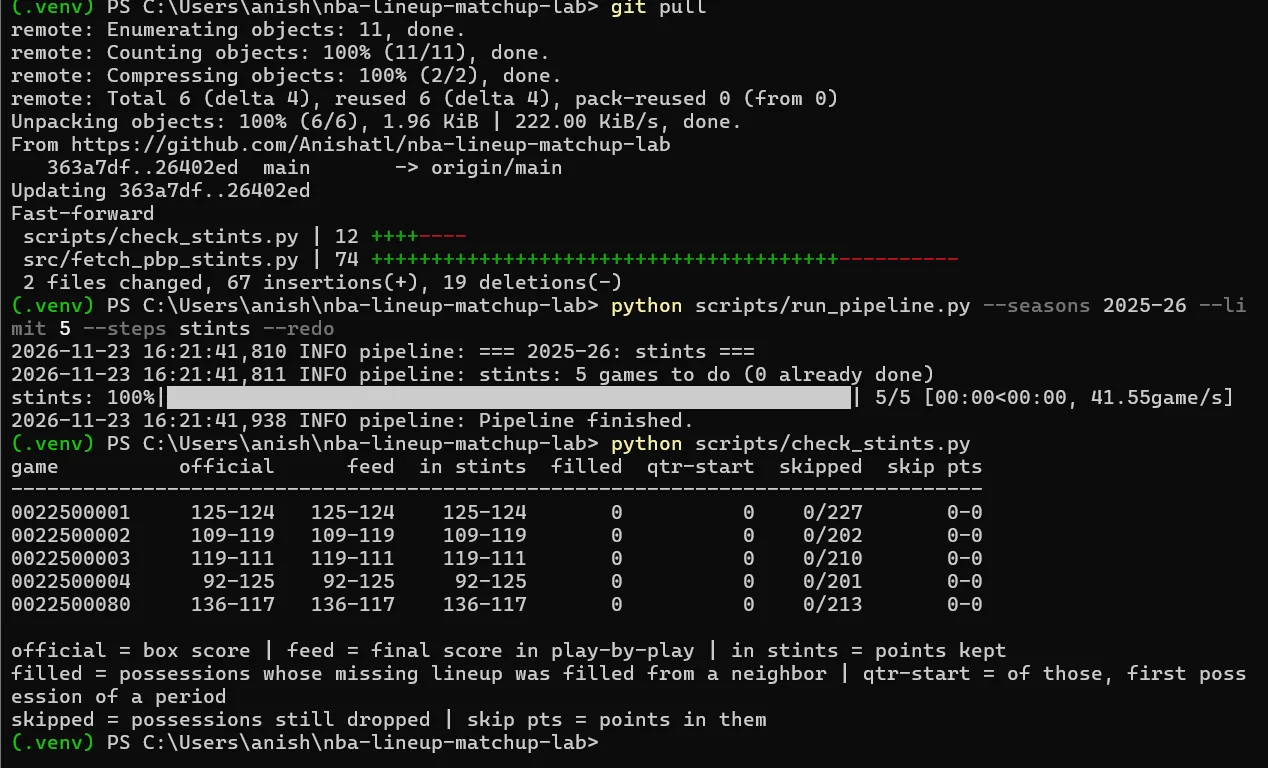 (.venv) PS C:\Users\anish\nba-lineup-matchup-lab> git pull
remote: Enumerating objects: 11, done.
remote: Counting objects: 100% (11/11), done.
remote: Compressing objects: 100% (2/2), done.
remote: Total 6 (delta 4), reused 6 (delta 4), pack-reused 0 (from 0)
Unpacking objects: 100% (6/6), 1.96 KiB | 222.00 KiB/s, done.
From https://github.com/Anishatl/nba-lineup-matchup-lab
   363a7df..26402ed  main       -> origin/main
Updating 363a7df..26402ed
Fast-forward
 scripts/check_stints.py | 12 ++++----
 src/fetch_pbp_stints.py | 74 +++++++++++++++++++++++++++++++++++++++----------
 2 files changed, 67 insertions(+), 19 deletions(-)
(.venv) PS C:\Users\anish\nba-lineup-matchup-lab> python scripts/run_pipeline.py --seasons 2025-26 --li
mit 5 --steps stints --redo
2026-11-23 16:21:41,810 INFO pipeline: === 2025-26: stints ===
2026-11-23 16:21:41,811 INFO pipeline: stints: 5 games to do (0 already done)
stints: 100%|█████████████████████████████████████████████████████████| 5/5 [00:00<00:00, 41.55game/s]
2026-11-23 16:21:41,938 INFO pipeline: Pipeline finished.
(.venv) PS C:\Users\anish\nba-lineup-matchup-lab> python scripts/check_stints.py
game          official      feed  in stints  filled  qtr-start  skipped  skip pts
---------------------------------------------------------------------------------
0022500001     125-124   125-124    125-124       0          0    0/227       0-0
0022500002     109-119   109-119    109-119       0          0    0/202       0-0
0022500003     119-111   119-111    119-111       0          0    0/210       0-0
0022500004      92-125    92-125     92-125       0          0    0/201       0-0
0022500080     136-117   136-117    136-117       0          0    0/213       0-0
official = box score | feed = final score in play-by-play | in stints = points kept
filled = possessions whose missing lineup was filled from a neighbor | qtr-start = of those, first poss
ession of a period
skipped = possessions still dropped | skip pts = points in them
(.venv) PS C:\Users\anish\nba-lineup-matchup-lab>